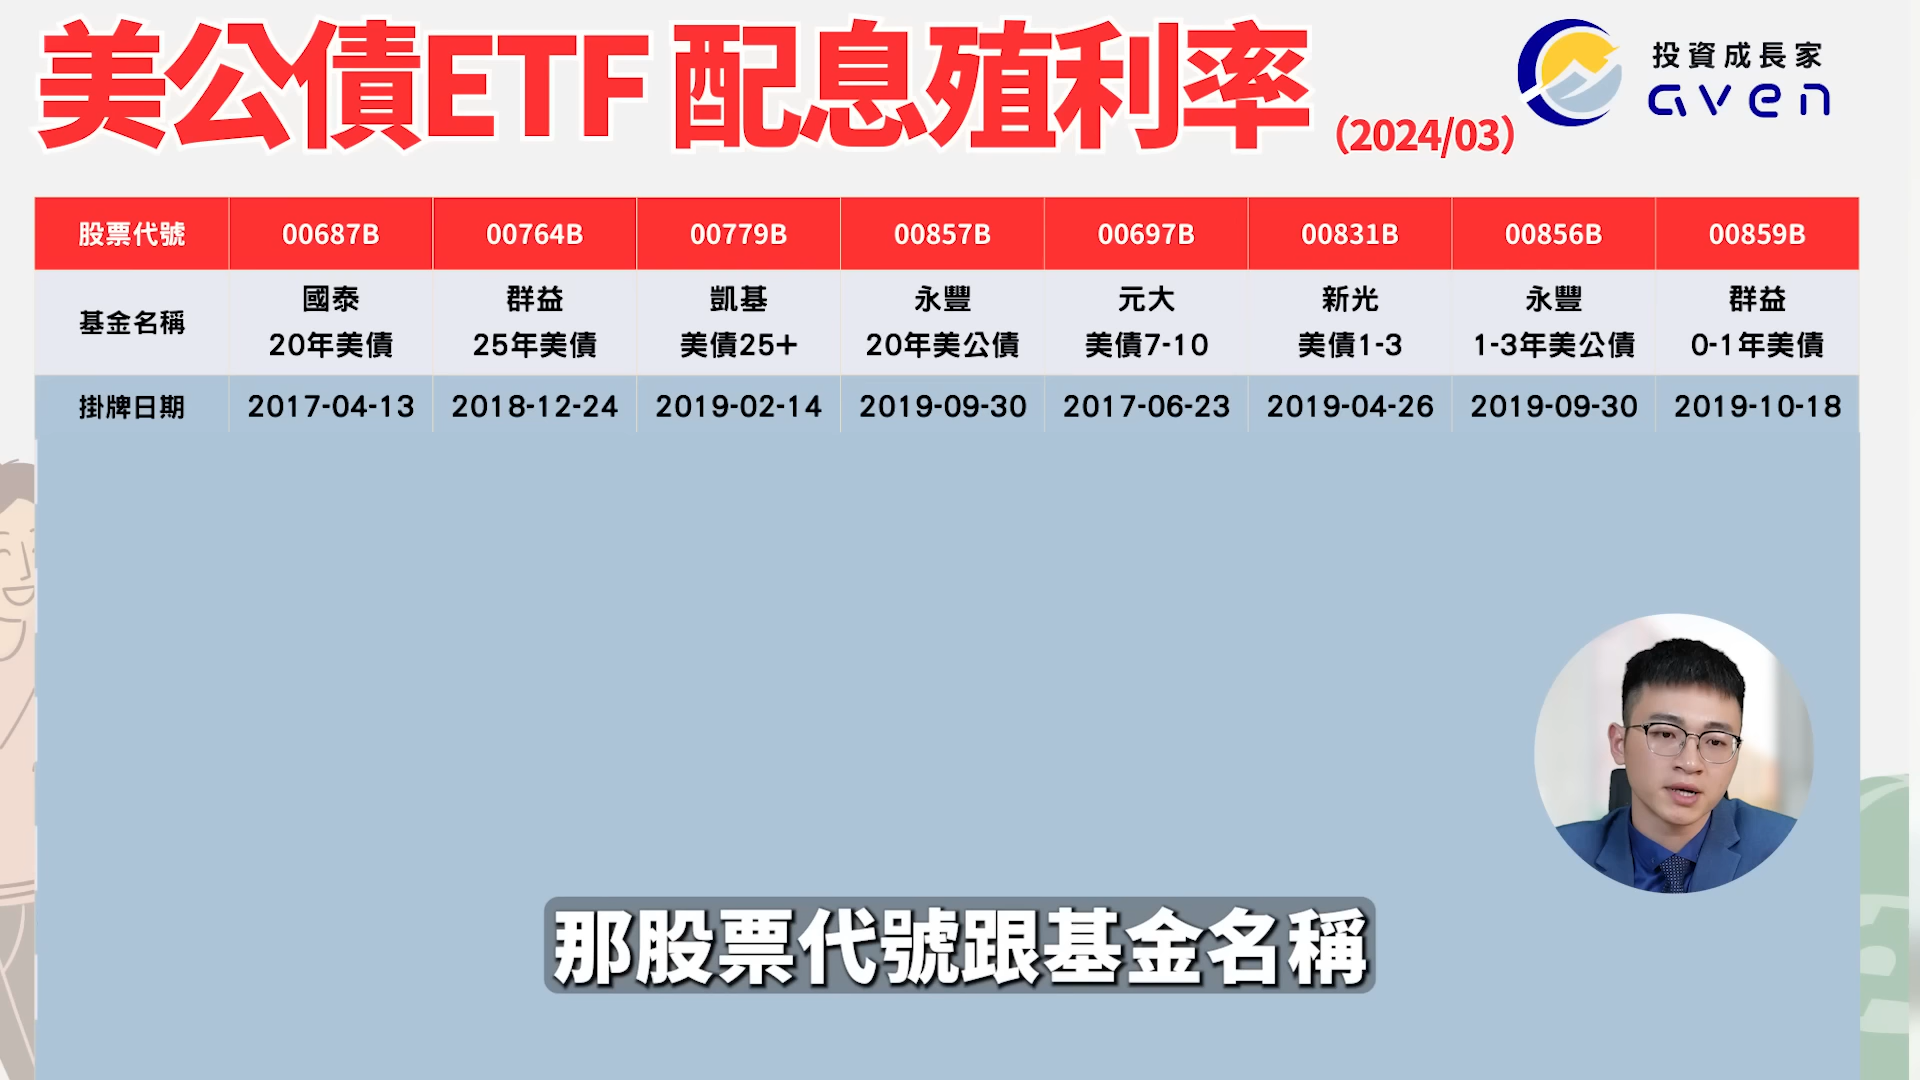 美公債ETF 配息殖利率 (2024/03)
投資成長家
aven
股票代號 00687B 00764B 00779B 00857B 00697B 00831B 00856B 00859B
基金名稱 國泰 20年美債 群益 25年美債 凱基 美債25+ 永豐 20年美公債 元大 美債7-10 新光 美債1-3 永豐 1-3年美公債 群益 0-1年美債
掛牌日期 2017-04-13 2018-12-24 2019-02-14 2019-09-30 2017-06-23 2019-04-26 2019-09-30 2019-10-18
那股票代號跟基金名稱